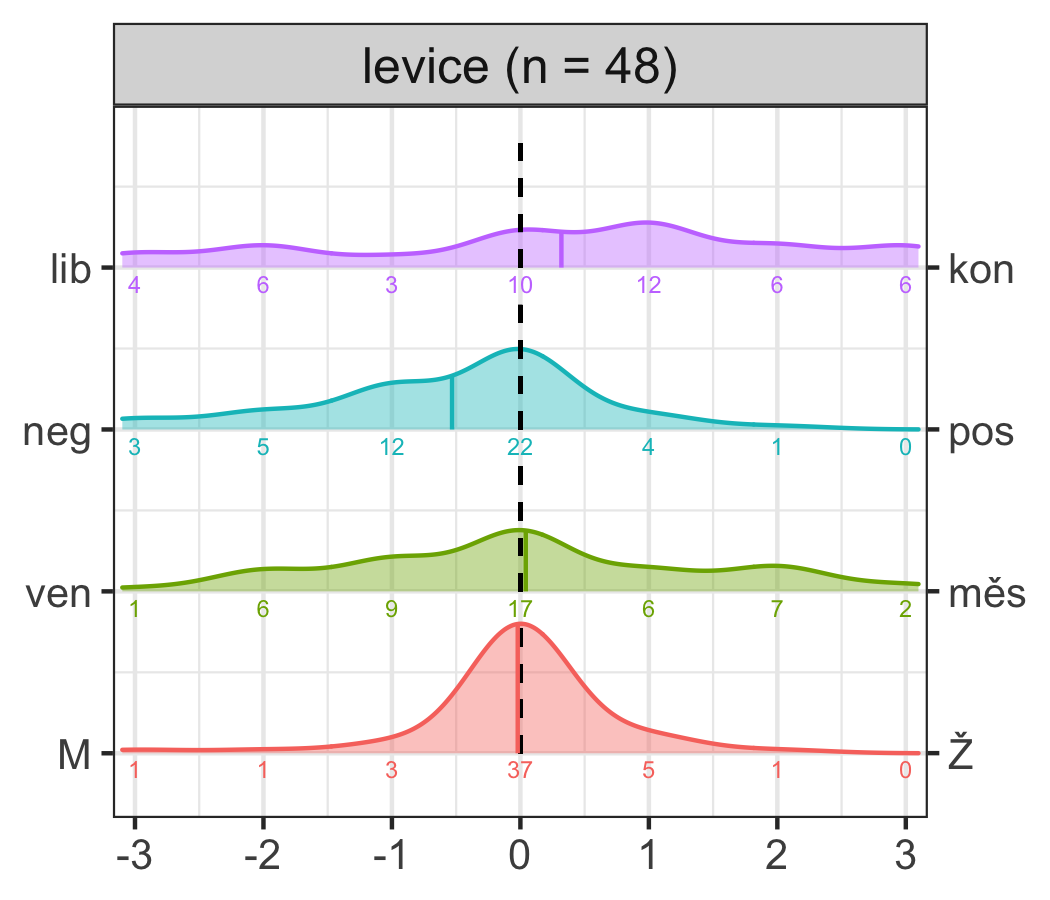 levice (n = 48)
lib kon
4 6 3 10 12 6 6
neg pos
3 5 12 22 4 1 0
ven měs
1 6 9 17 6 7 2
M Ž
1 1 3 37 5 1 0
-3 -2 -1 0 1 2 3